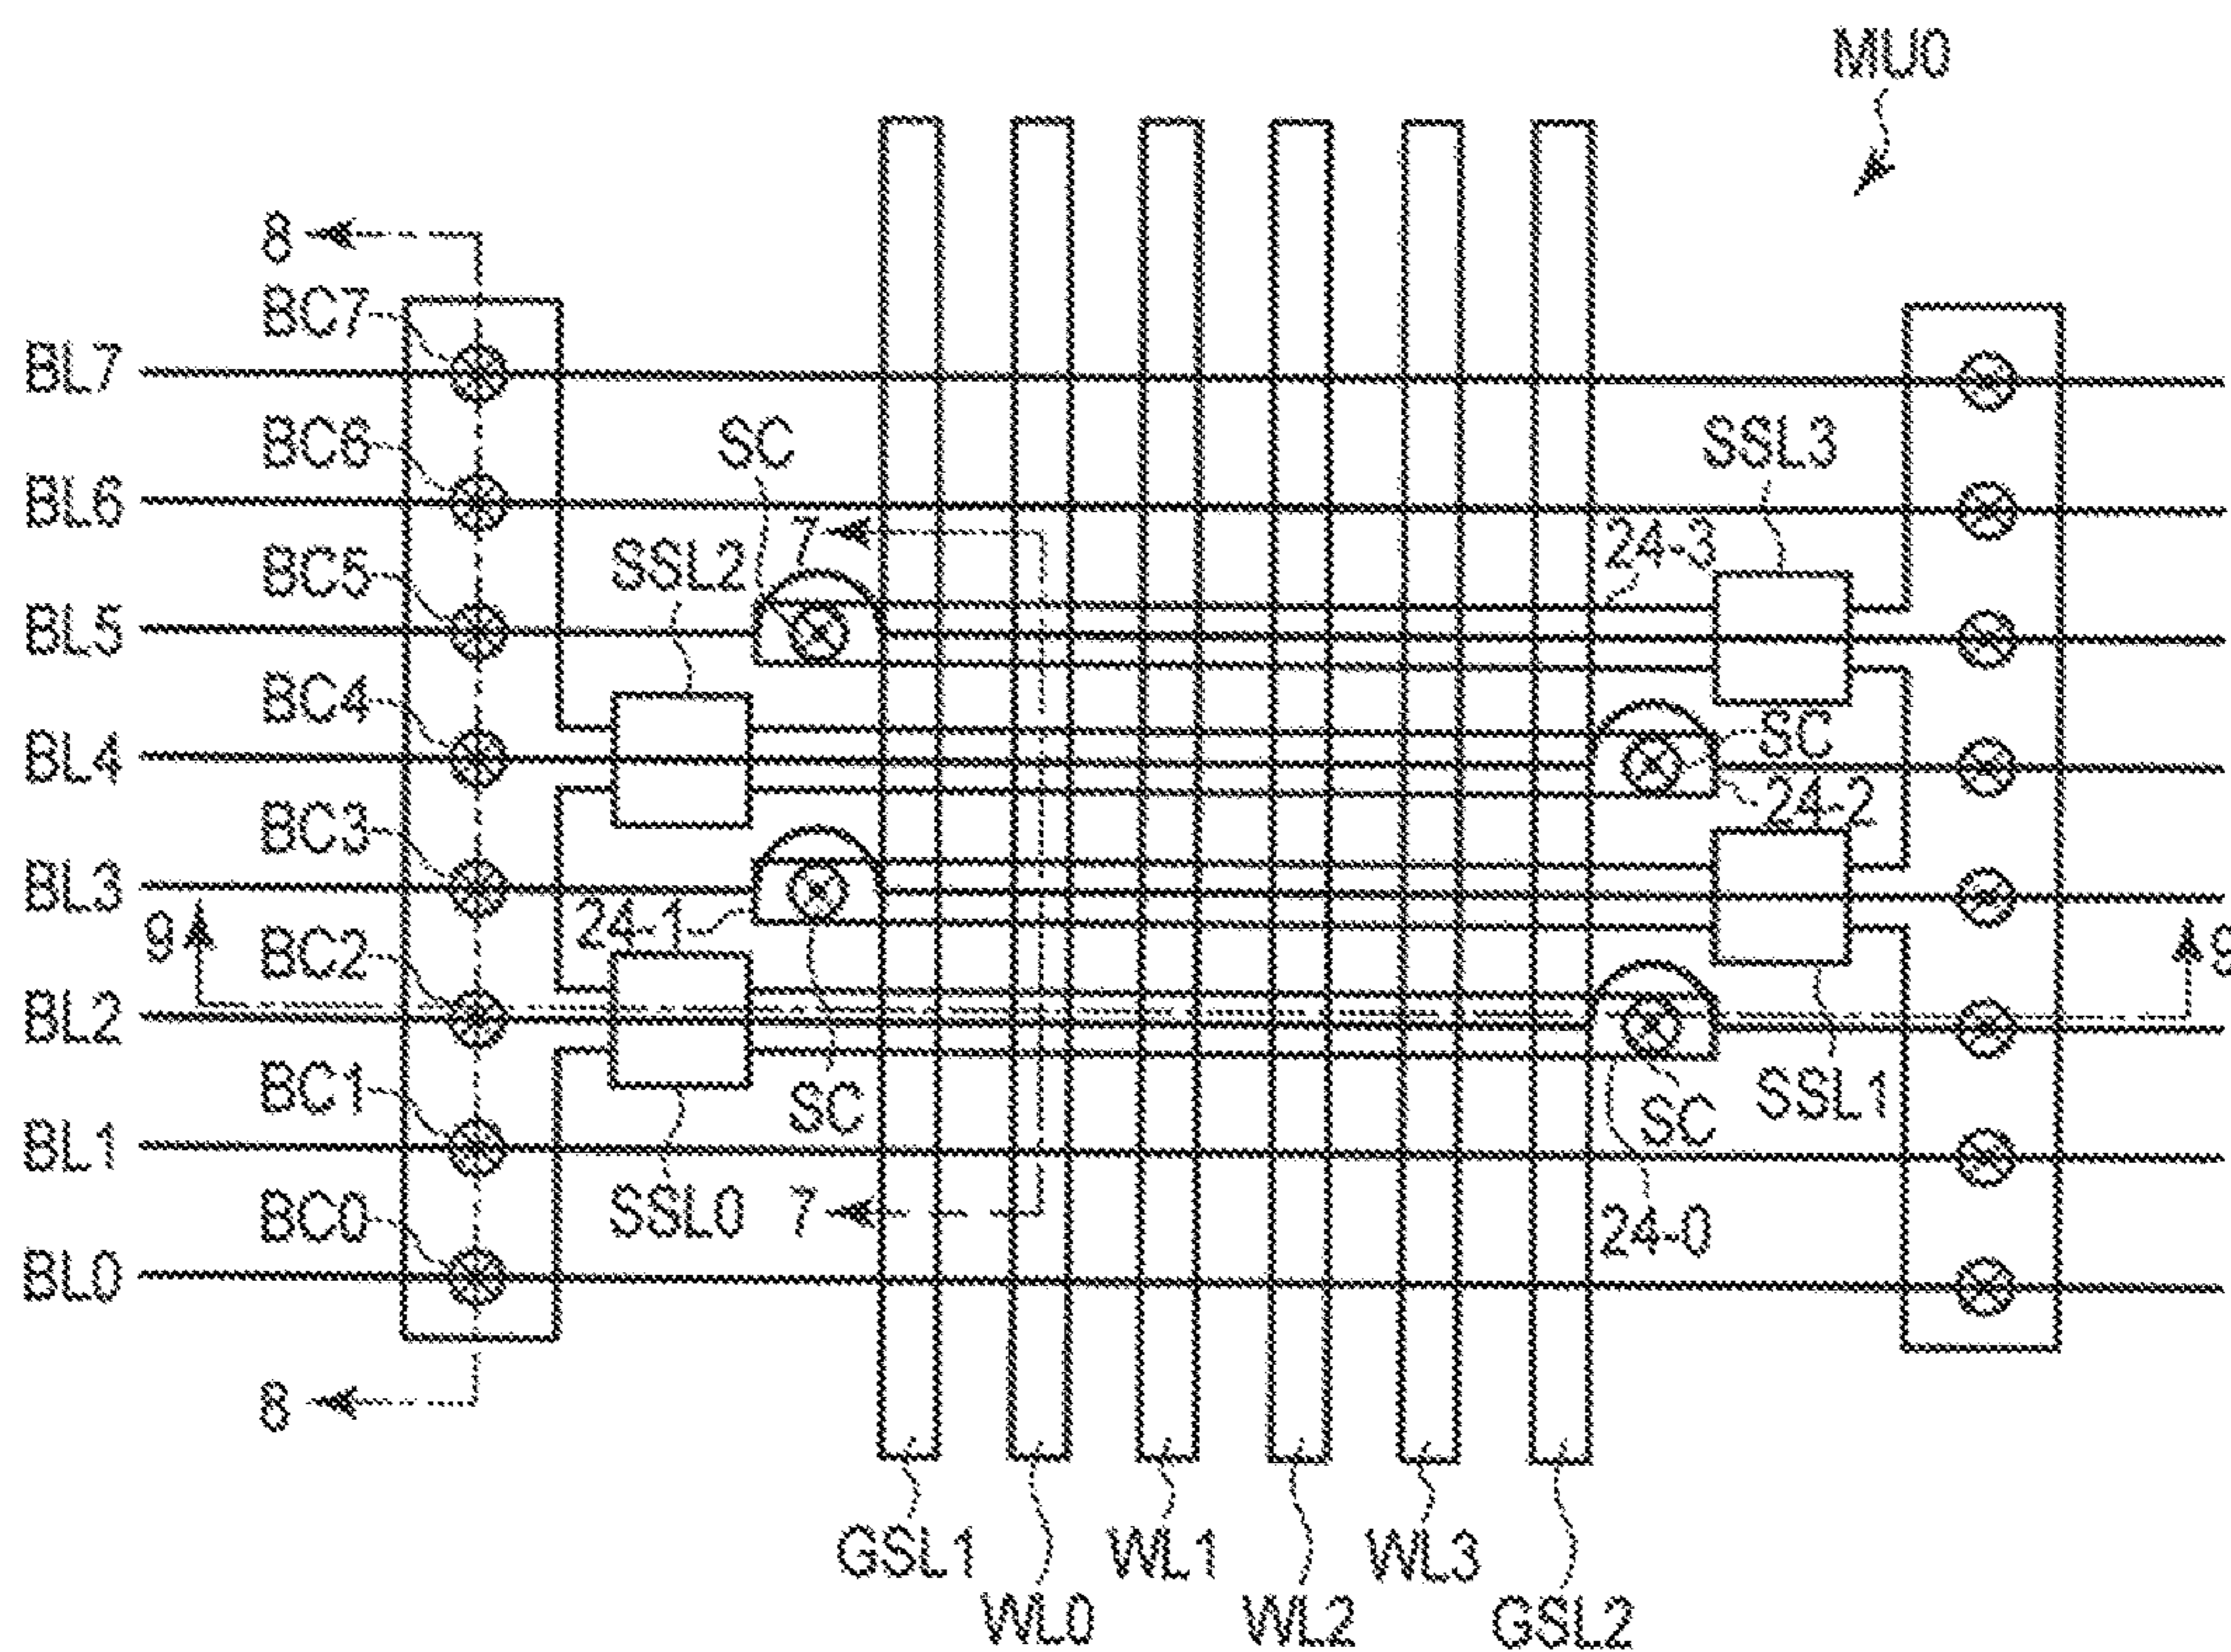 MU0
8
BC7
BL7
BC6
SC
SSL3
BL6
7
24-3
BC5
SSL2
BL5
BC4
SC
BL4
24-2
BC3
BL3
24-1
9
9
BC2
BL2
BC1
SC
SC
SSL1
BL1
BC0
SSL0
7
24-0
BL0
8
GSL1
WL1
WL3
WL0
WL2
GSL2